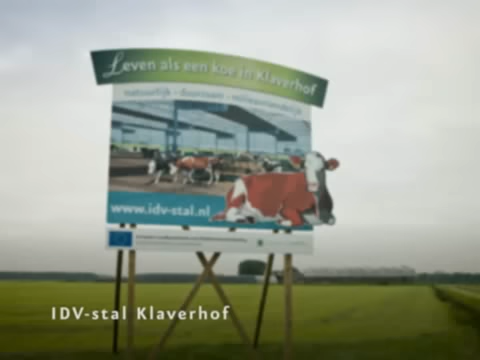 Leven als een koe in Klaverhof
natuurlijk - duurzaam - milieuvriendelijk
www.idv-stal.nl
IDV-stal Klaverhof